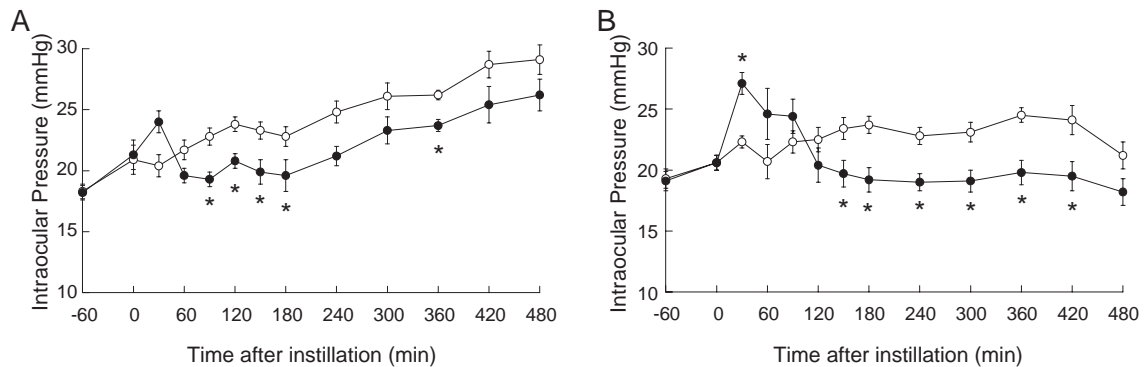 A
Intraocular Pressure (mmHg)
30
25
20
15
10
* * * * *
-60 0 60 120 180 240 300 360 420 480
Time after instillation (min)
B
Intraocular Pressure (mmHg)
30
25
20
15
10
*
* * * * * *
-60 0 60 120 180 240 300 360 420 480
Time after instillation (min)